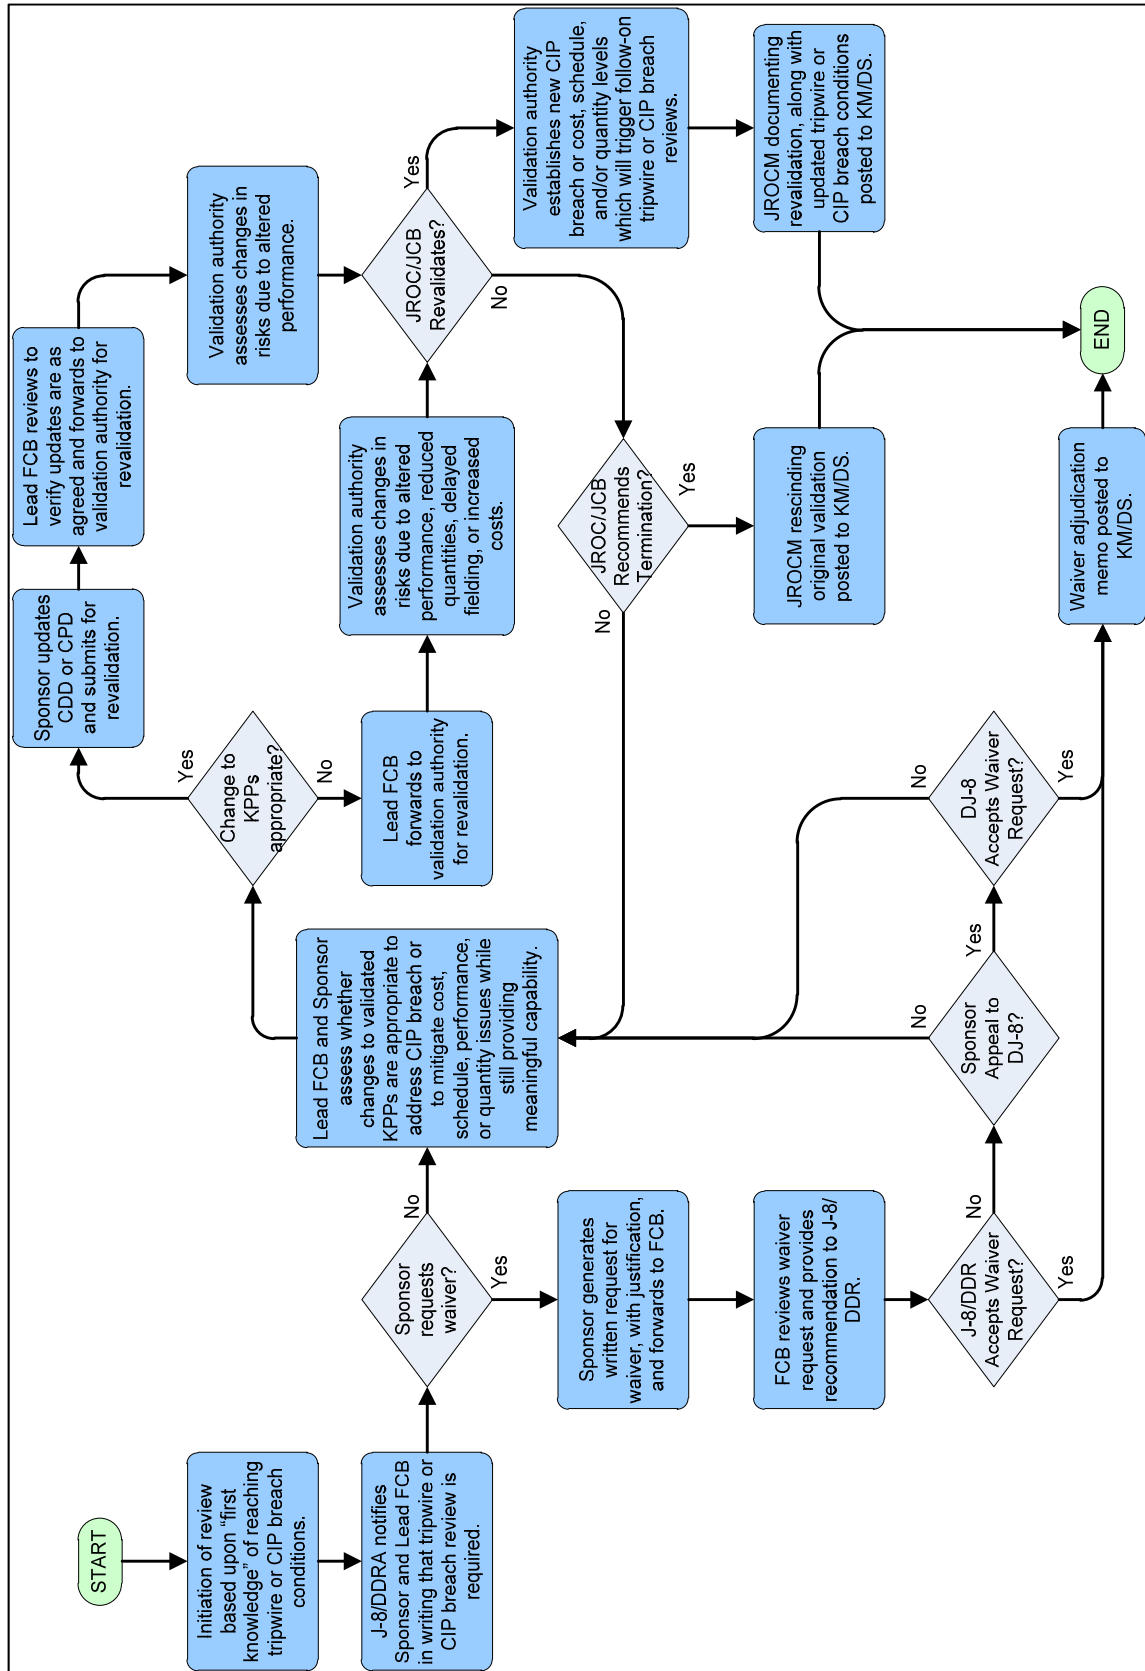 START
Initiation of review
based upon “first
knowledge” of reaching
tripwire or CIP breach
conditions.
J-8/DDRA notifies
Sponsor and Lead FCB
in writing that tripwire or
CIP breach review is
required.
Sponsor
requests
waiver?
No
Yes
Sponsor generates
written request for
waiver, with justification,
and forwards to FCB.
FCB reviews waiver
request and provides
recommendation to J-8/
DDR.
J-8/DDR
Accepts Waiver
Request?
No
Yes
Sponsor
Appeal to
DJ-8?
No
Yes
DJ-8
Accepts Waiver
Request?
No
Yes
Waiver adjudication
memo posted to
KM/DS.
Lead FCB and Sponsor
assess whether
changes to validated
KPPs are appropriate to
address CIP breach or
to mitigate cost,
schedule, performance,
or quantity issues while
still providing
meaningful capability.
Change to
KPPs
appropriate?
Yes
No
Sponsor updates
CDD or CPD
and submits for
revalidation.
Lead FCB reviews to
verify updates are as
agreed and forwards to
validation authority for
revalidation.
Validation authority
assesses changes in
risks due to altered
performance.
Lead FCB
forwards to
validation authority
for revalidation.
Validation authority
assesses changes in
risks due to altered
performance, reduced
quantities, delayed
fielding, or increased
costs.
JROC/JCB
Revalidates?
Yes
No
Validation authority
establishes new CIP
breach or cost, schedule,
and/or quantity levels
which will trigger follow-on
tripwire or CIP breach
reviews.
JROCM documenting
revalidation, along with
updated tripwire or
CIP breach conditions
posted to KM/DS.
JROC/JCB
Recommends
Termination?
No
Yes
JROCM rescinding
original validation
posted to KM/DS.
END